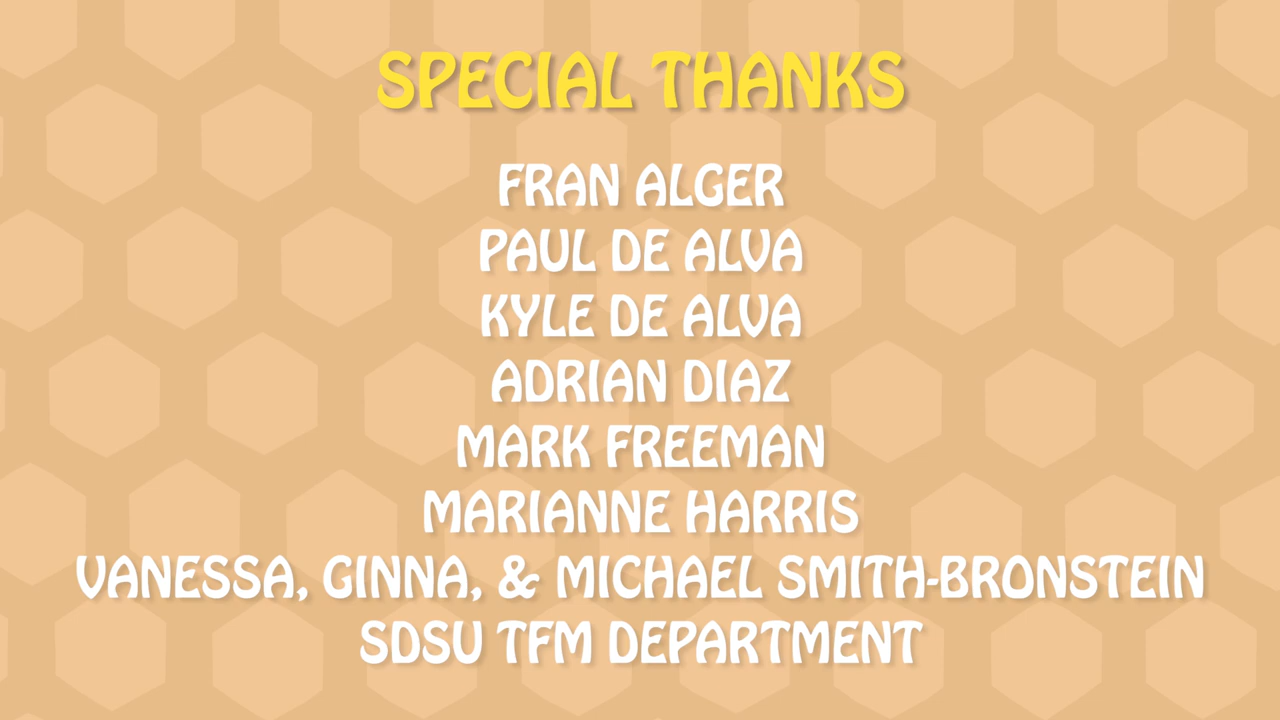 SPECIAL THANKS
FRAN ALGER
PAUL DE ALVA
KYLE DE ALVA
ADRIAN DIAZ
MARK FREEMAN
MARIANNE HARRIS
VANESSA, GINNA, & MICHAEL SMITH-BRONSTEIN
SDSU TFM DEPARTMENT